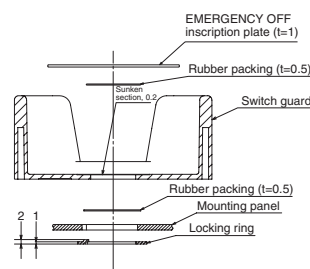 EMERGENCY OFF
inscription plate (t=1)
Rubber packing (t=0.5)
Sunken
section, 0.2
Switch guard
Rubber packing (t=0.5)
Mounting panel
2 1
Locking ring